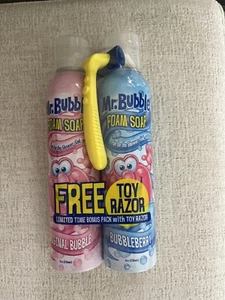 Mr. Bubble
FOAM SOAP
Mr. Bubble
FOAM SOAP
FREE TOY
RAZOR
LIMITED TIME BONUS PACK WITH TOY RAZOR
BUBBLEBERRY